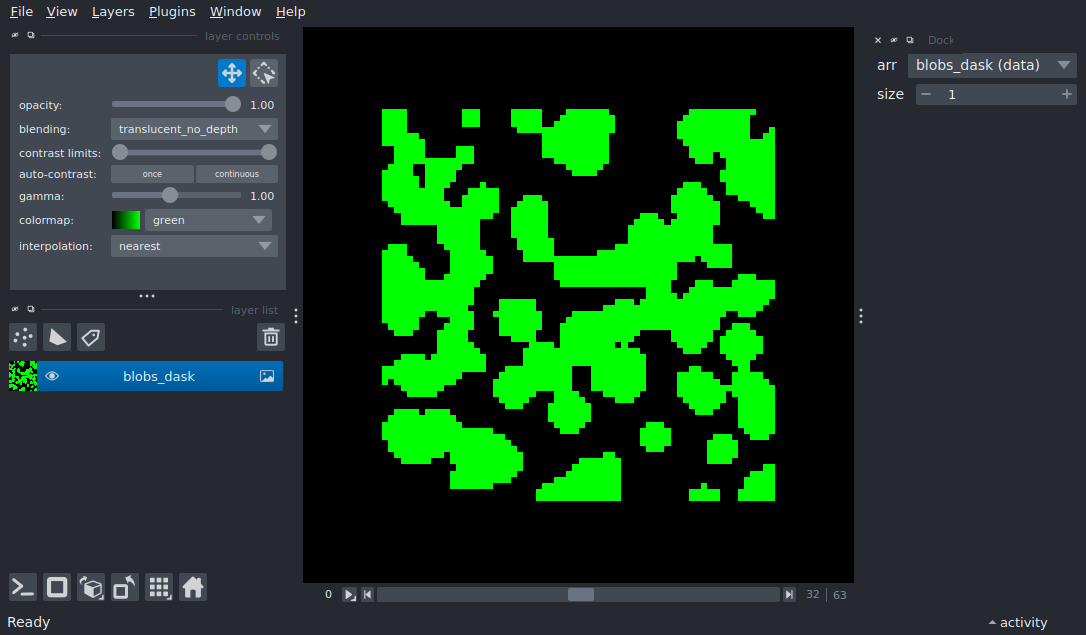 File View Layers Plugins Window Help
layer controls
opacity: 1.00
blending: translucent_no_depth
contrast limits:
auto-contrast: once continuous
gamma: 1.00
colormap: green
interpolation: nearest
layer list
blobs_dask
0 32 63
Dock
arr blobs_dask (data)
size 1
Ready
activity